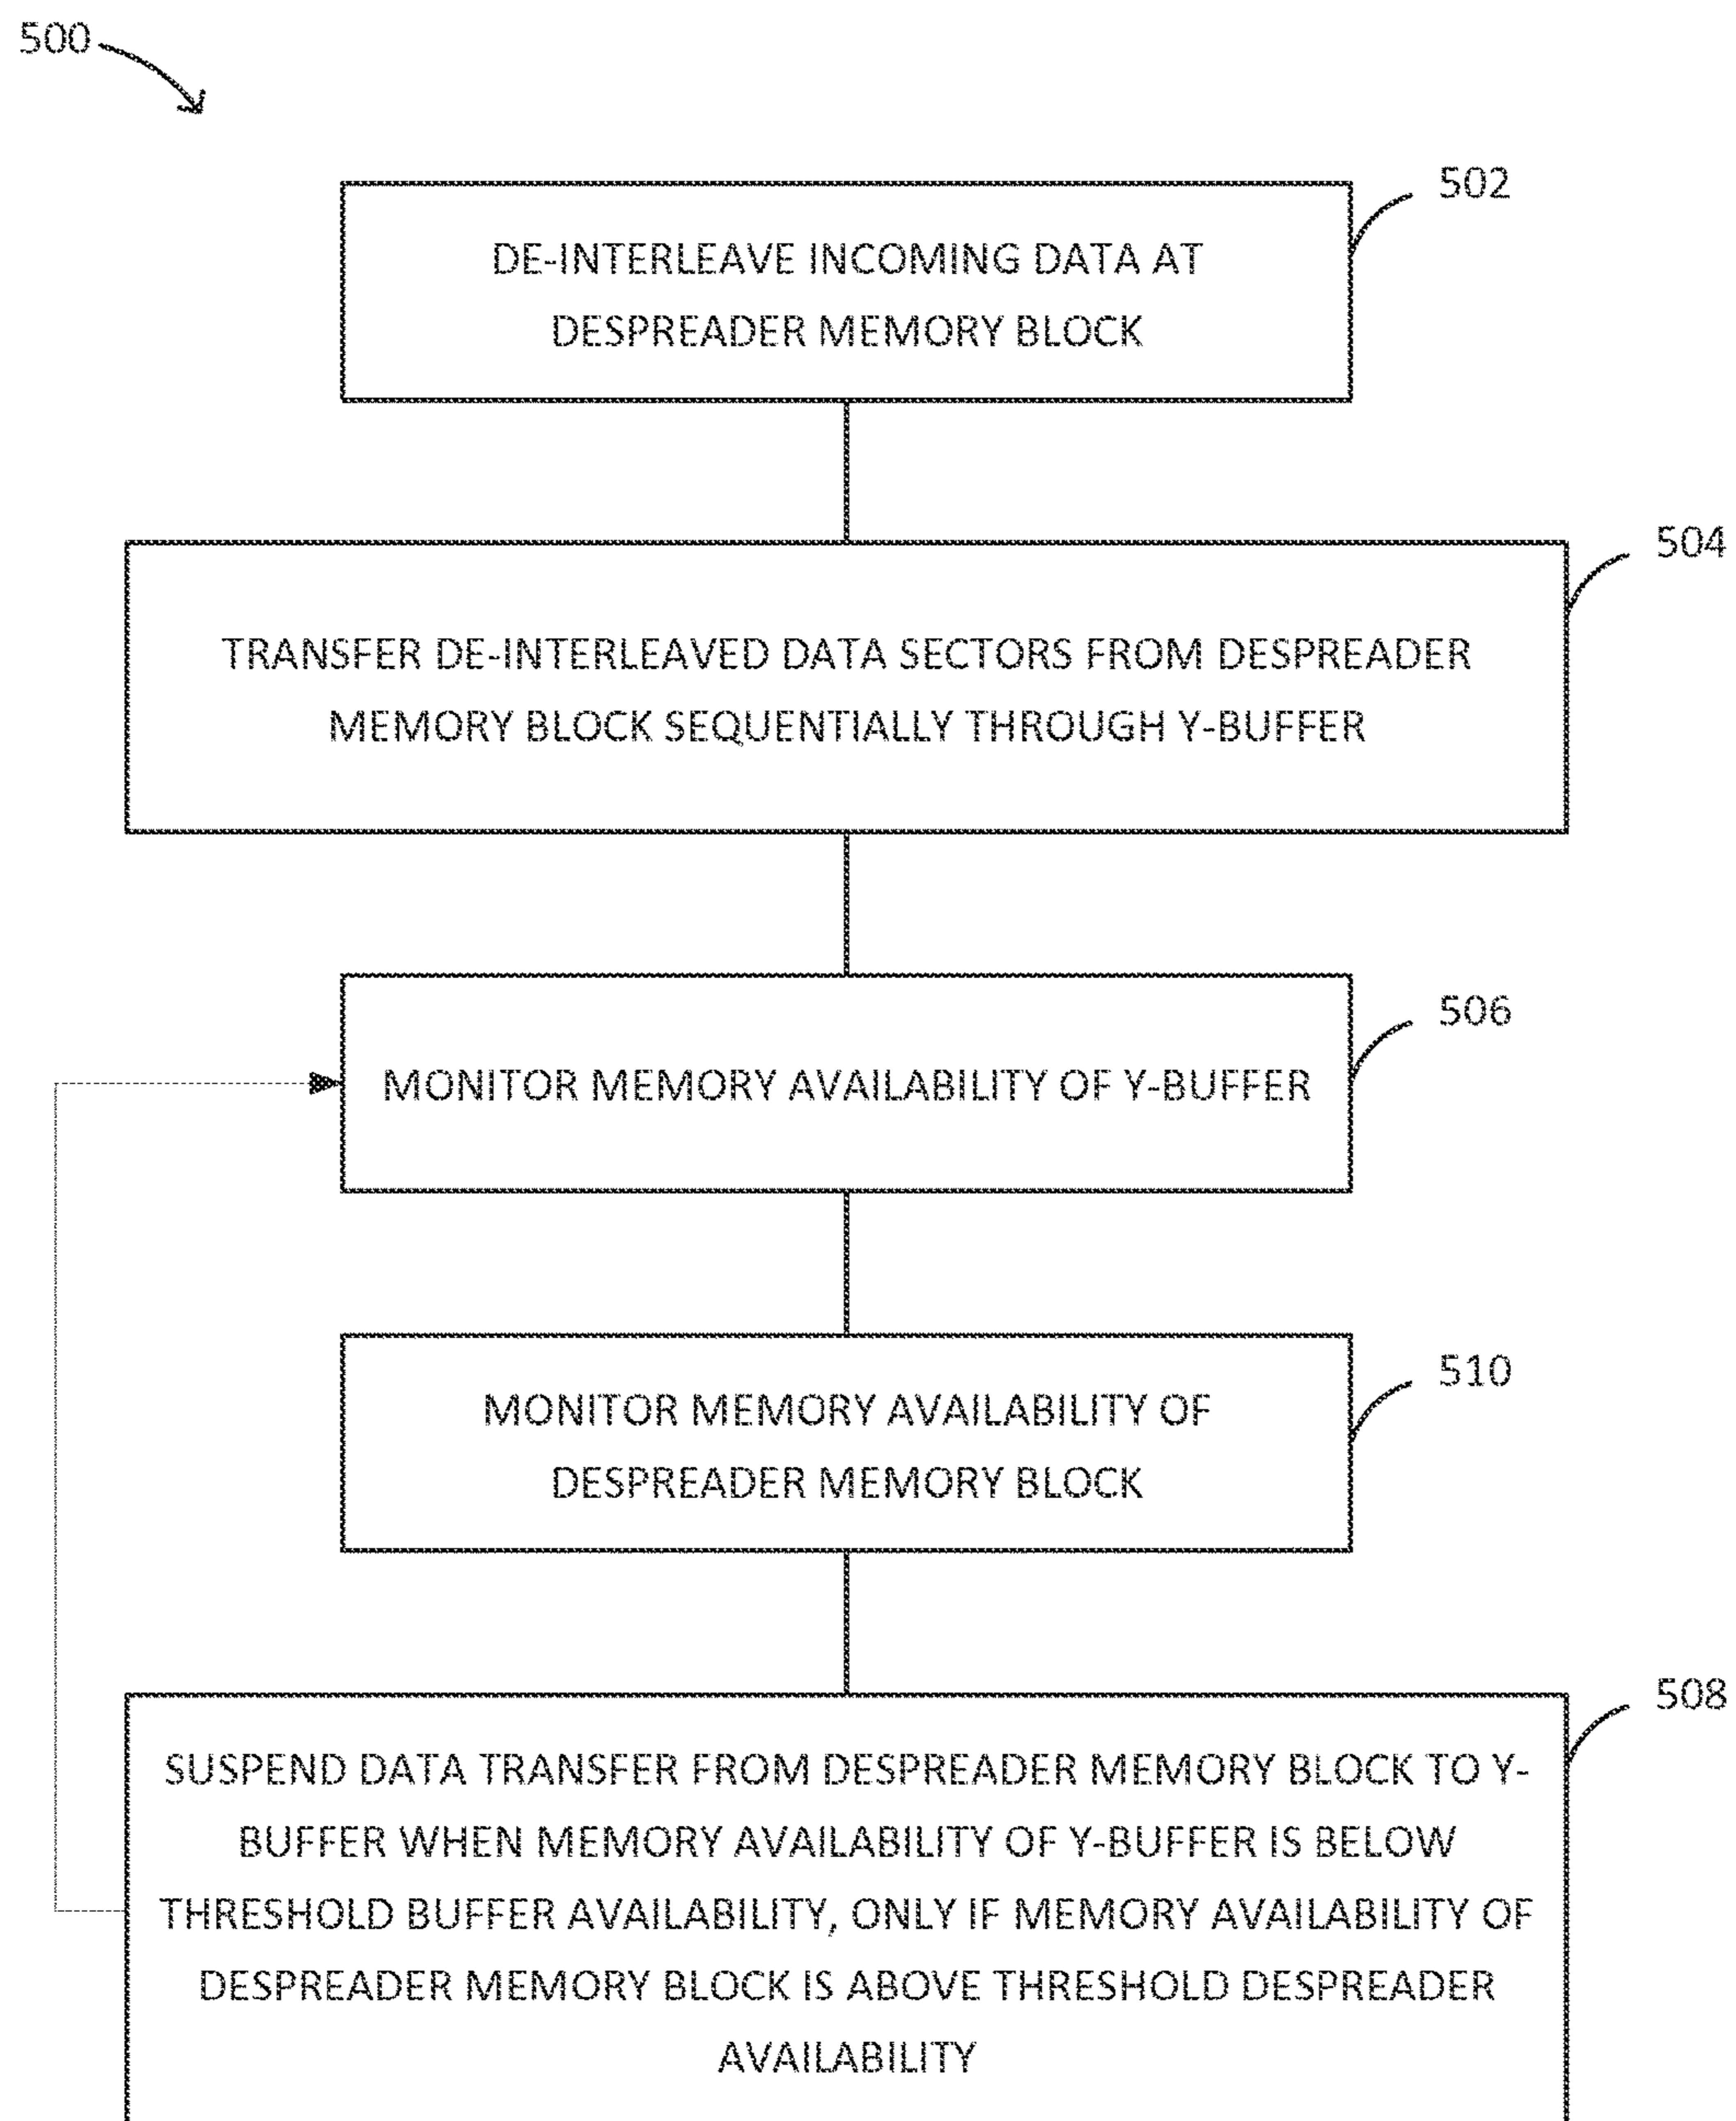 500
502
DE-INTERLEAVE INCOMING DATA AT
DESPREADER MEMORY BLOCK
504
TRANSFER DE-INTERLEAVED DATA SECTORS FROM DESPREADER
MEMORY BLOCK SEQUENTIALLY THROUGH Y-BUFFER
506
MONITOR MEMORY AVAILABILITY OF Y-BUFFER
510
MONITOR MEMORY AVAILABILITY OF
DESPREADER MEMORY BLOCK
508
SUSPEND DATA TRANSFER FROM DESPREADER MEMORY BLOCK TO Y-
BUFFER WHEN MEMORY AVAILABILITY OF Y-BUFFER IS BELOW
THRESHOLD BUFFER AVAILABILITY, ONLY IF MEMORY AVAILABILITY OF
DESPREADER MEMORY BLOCK IS ABOVE THRESHOLD DESPREADER
AVAILABILITY